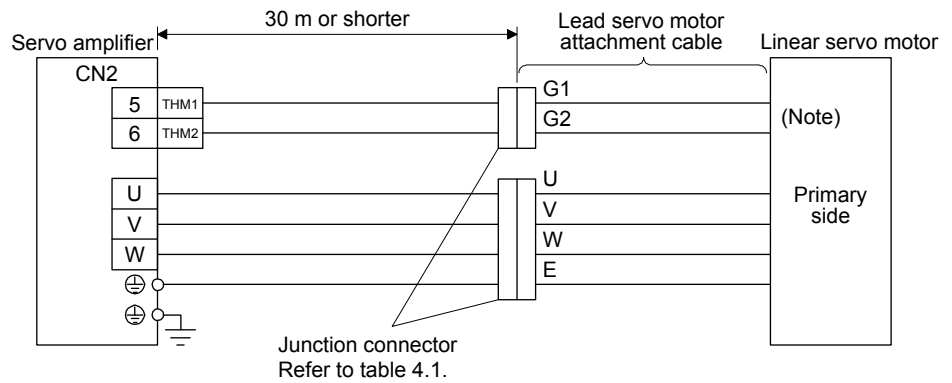 30 m or shorter
Lead servo motor
attachment cable
Servo amplifier
Linear servo motor
CN2
5 THM1
G1
6 THM2
G2
(Note)
U
U
V
V
W
W
E
Primary
side
Junction connector
Refer to table 4.1.